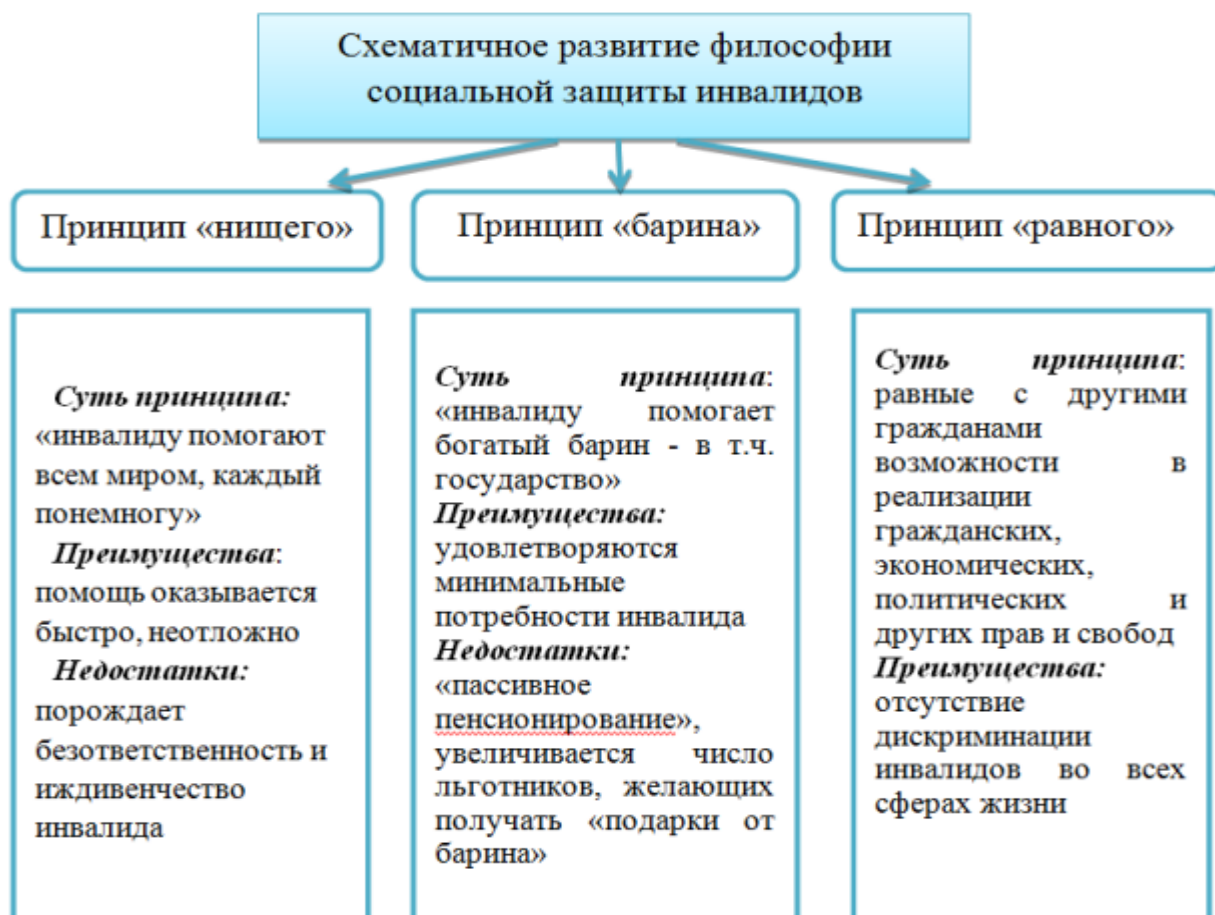 Схематичное развитие философии
социальной защиты инвалидов
Принцип «нищего»
Принцип «барина»
Принцип «равного»
Суть принципа:
«инвалиду помогают
всем миром, каждый
понемногу»
Преимущества:
помощь оказывается
быстро, неотложно
Недостатки:
порождает
безответственность и
иждивенчество
инвалида
Суть принципа:
«инвалиду помогает
богатый барин - в т.ч.
государство»
Преимущества:
удовлетворяются
минимальные
потребности инвалида
Недостатки:
«пассивное
пенсионирование»,
увеличивается число
льготников, желающих
получать «подарки от
барина»
Суть принципа:
равные с другими
гражданами
возможности в
реализации
гражданских,
экономических,
политических и
других прав и свобод
Преимущества:
отсутствие
дискриминации
инвалидов во всех
сферах жизни